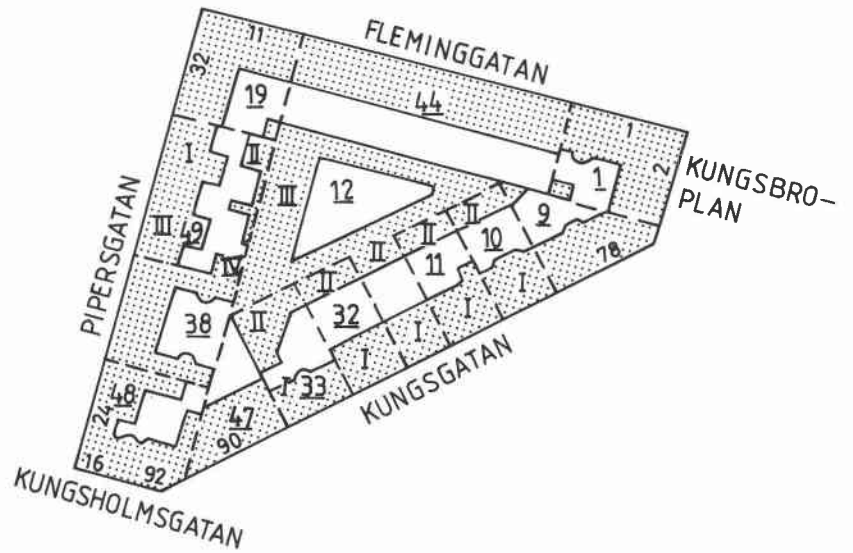 FLEMINGGATAN
11
32
19
44
1
2
1
KUNGSBRO-
PLAN
I
II
III
12
II
9
II
10
78
III
49
IV
II
11
I
PIPERSGATAN
II
32
I
38
II
I
I
I
33
KUNGSGATAN
48
24
47
90
16
92
KUNGSHOLMSGATAN